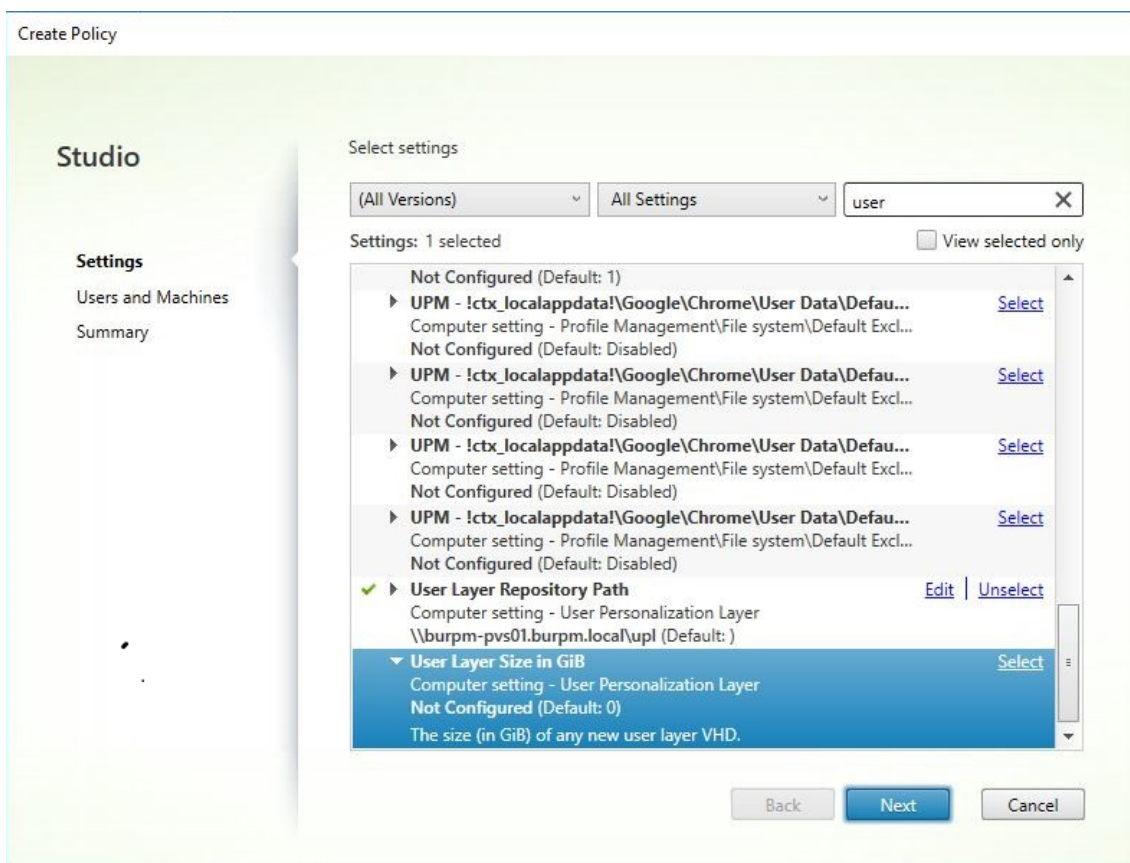 Create Policy
Studio
Settings
Users and Machines
Summary
Select settings
(All Versions) All Settings user
Settings: 1 selected View selected only
Not Configured (Default: 1)
UPM - !ctx_localappdata!\Google\Chrome\User Data\Defau... Select
Computer setting - Profile Management\File system\Default Excl...
Not Configured (Default: Disabled)
UPM - !ctx_localappdata!\Google\Chrome\User Data\Defau... Select
Computer setting - Profile Management\File system\Default Excl...
Not Configured (Default: Disabled)
UPM - !ctx_localappdata!\Google\Chrome\User Data\Defau... Select
Computer setting - Profile Management\File system\Default Excl...
Not Configured (Default: Disabled)
UPM - !ctx_localappdata!\Google\Chrome\User Data\Defau... Select
Computer setting - Profile Management\File system\Default Excl...
Not Configured (Default: Disabled)
User Layer Repository Path Edit | Unselect
Computer setting - User Personalization Layer
\\burpm-pvs01.burpm.local\upl (Default: )
User Layer Size in GiB Select
Computer setting - User Personalization Layer
Not Configured (Default: 0)
The size (in GiB) of any new user layer VHD.
Back Next Cancel